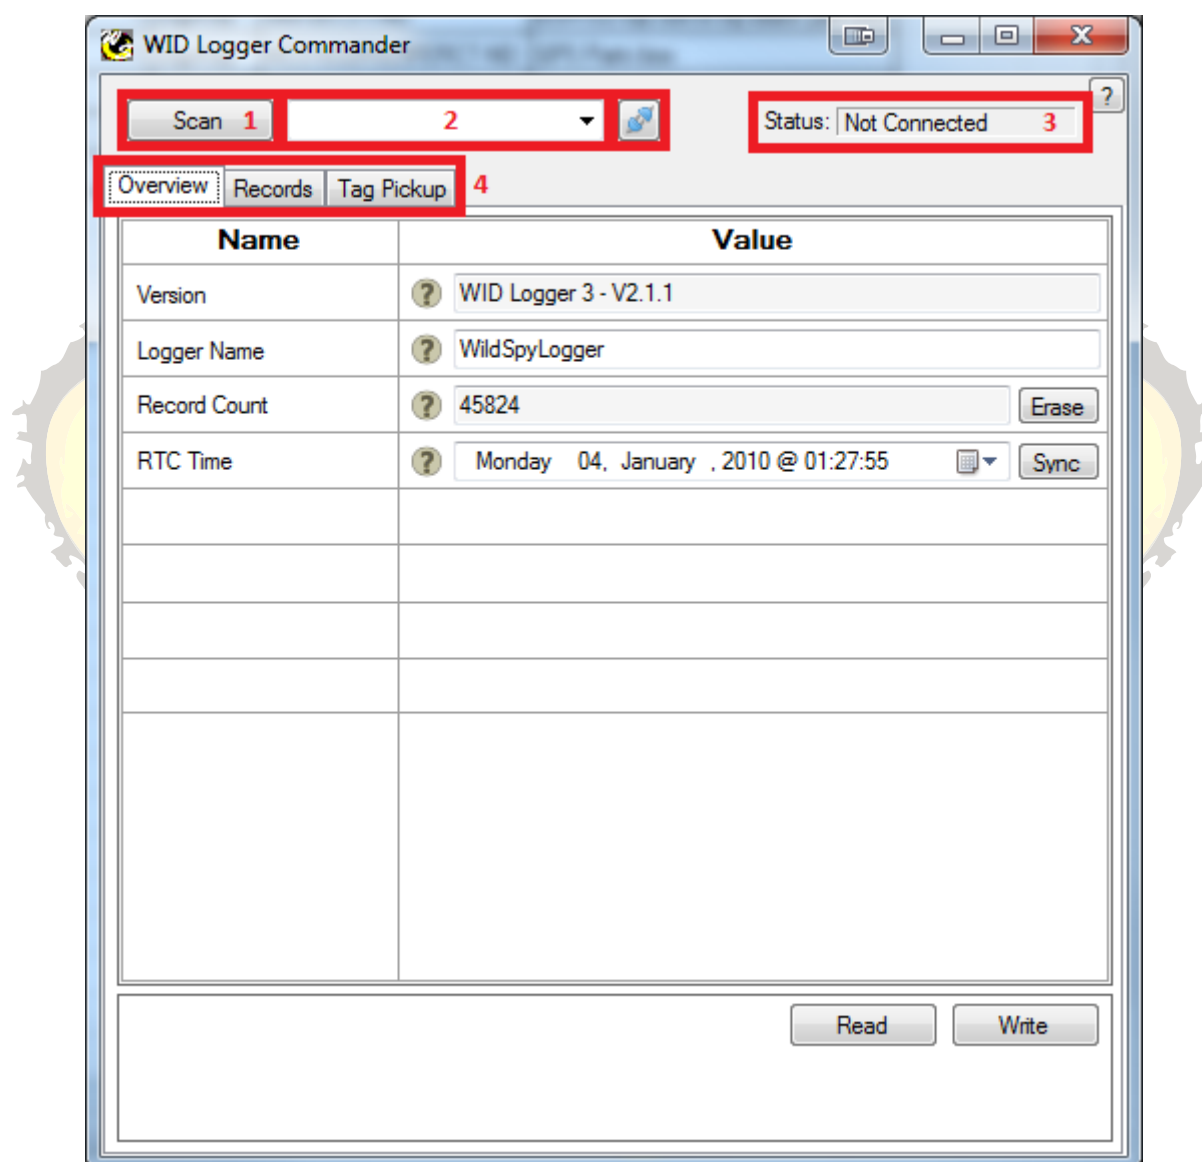 WID Logger Commander
?
Scan 1 2 Status: Not Connected 3
Overview Records Tag Pickup 4
Name Value
Version ? WID Logger 3 - V2.1.1
Logger Name ? WildSpyLogger
Record Count ? 45824 Erase
RTC Time ? Monday 04, January , 2010 @ 01:27:55 Sync
Read Write